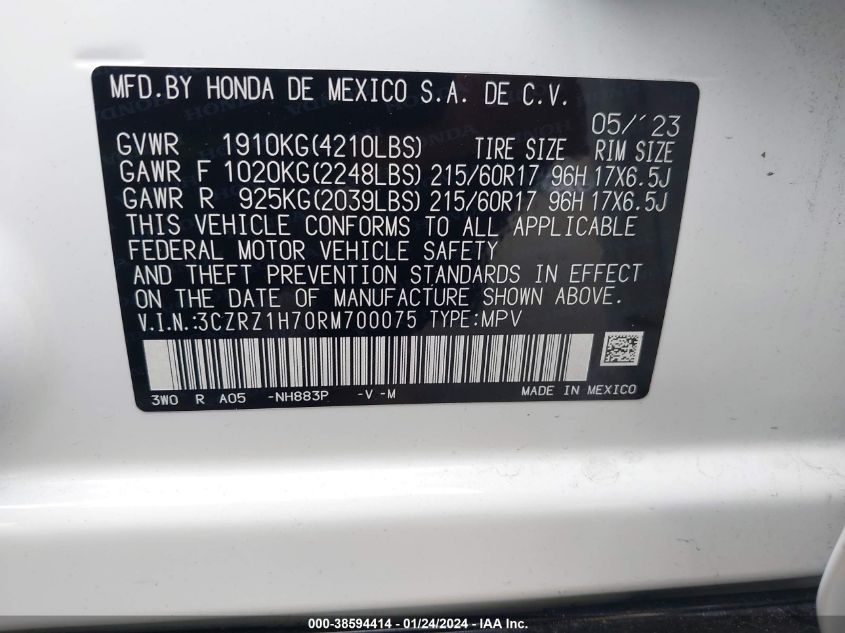 MFD.BY HONDA DE MEXICO S.A. DE C.V.
05/'23
GVWR 1910KG(4210LBS) TIRE SIZE RIM SIZE
GAWR F 1020KG(2248LBS) 215/60R17 96H 17X6.5J
GAWR R 925KG(2039LBS) 215/60R17 96H 17X6.5J
THIS VEHICLE CONFORMS TO ALL APPLICABLE
FEDERAL MOTOR VEHICLE SAFETY
AND THEFT PREVENTION STANDARDS IN EFFECT
ON THE DATE OF MANUFACTURE SHOWN ABOVE.
V.I.N.:3CZRZ1H70RM700075 TYPE:MPV
3W0 R A05 -NH883P -V -M MADE IN MEXICO
000-38594414 - 01/24/2024 - IAA Inc.